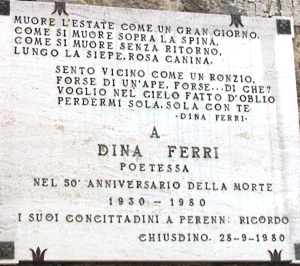 MUORE L'ESTATE COME UN GRAN GIORNO,
COME SI MUORE SOPRA LA SPINA,
COME SI MUORE SENZA RITORNO,
LUNGO LA SIEPE, ROSA CANINA.
SENTO VICINO COME UN RONZIO,
FORSE DI UN'APE, FORSE... DI CHE?
VOGLIO NEL CIELO FATTO D'OBLIO
PERDERMI SOLA, SOLA CON TE
-DINA FERRI-
A
DINA FERRI
POETESSA
NEL 50° ANNIVERSARIO DELLA MORTE
1930-1980
I SUOI CONCITTADINI A PERENNE RICORDO
CHIUSDINO. 28-9-1980